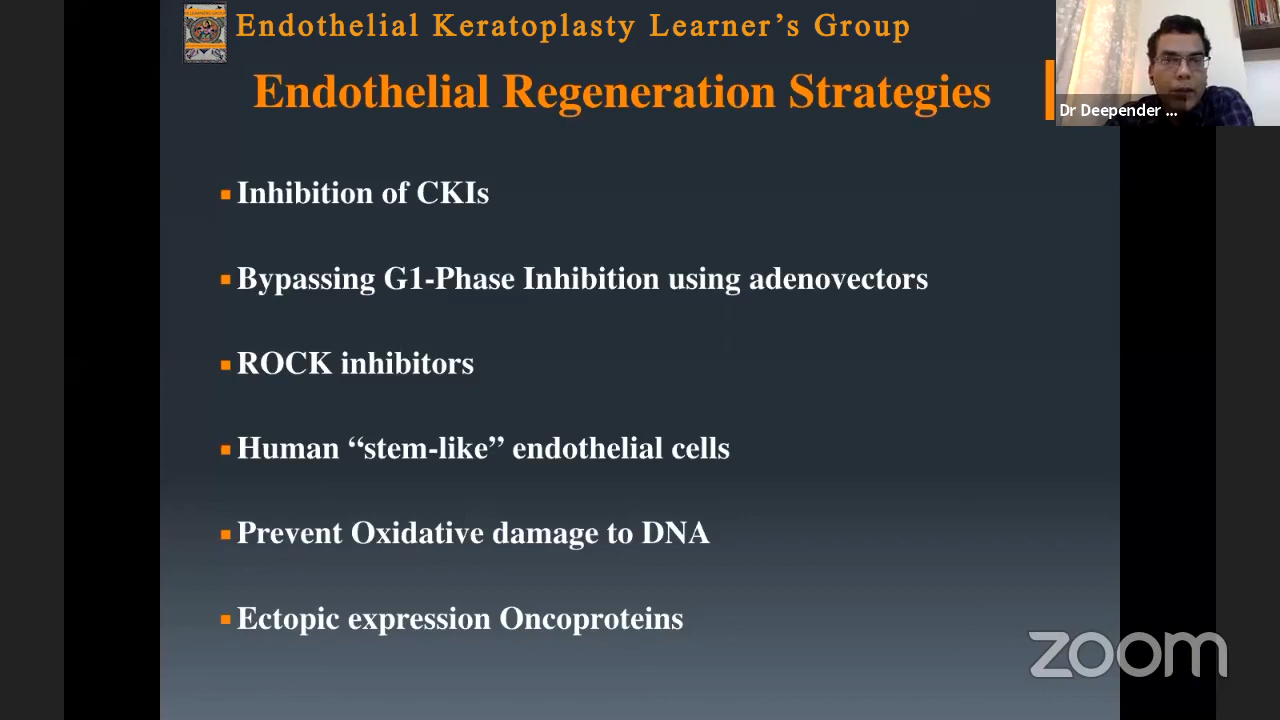 Endothelial Keratoplasty Learner's Group
Endothelial Regeneration Strategies
Dr Deepender ...
Inhibition of CKIs
Bypassing G1-Phase Inhibition using adenovectors
ROCK inhibitors
Human “stem-like” endothelial cells
Prevent Oxidative damage to DNA
Ectopic expression Oncoproteins
zoom